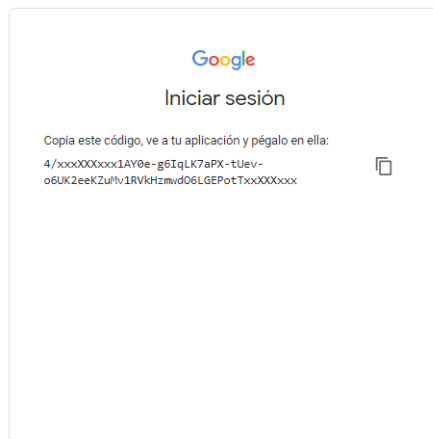 Google
Iniciar sesión
Copia este código, ve a tu aplicación y pégalo en ella:
4/xxxXXXxxx1AY0e-g6IqLK7aPX-tUev-
o6UK2eeKZuMv1RVkHzmwdO6LGEPotTxxXXXxxx